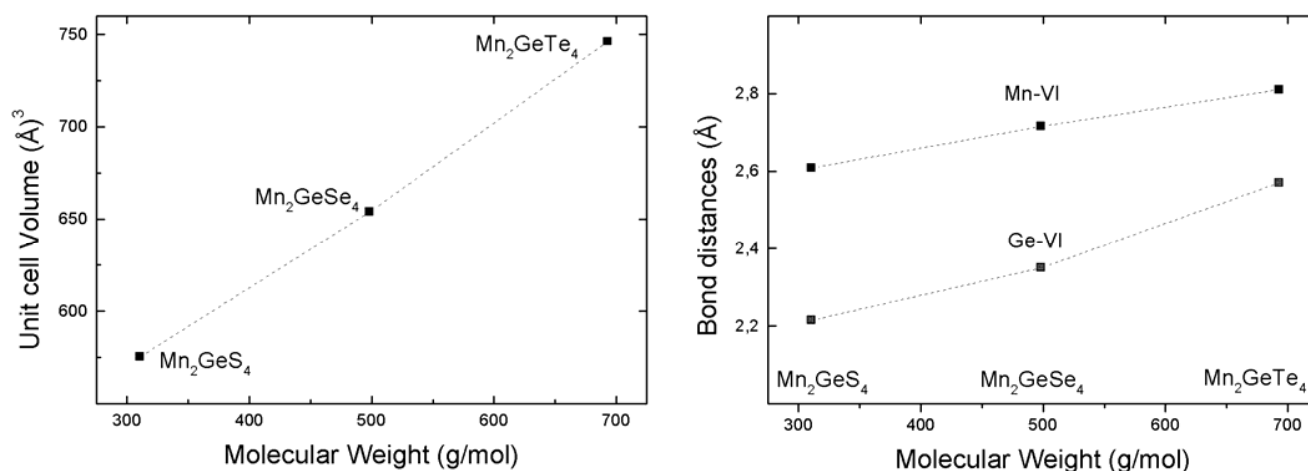 Unit cell Volume (Å)³
750
700
650
600
Mn₂GeTe₄
Mn₂GeSe₄
Mn₂GeS₄
300 400 500 600 700
Molecular Weight (g/mol)
Bond distances (Å)
2,8
2,6
2,4
2,2
Mn-VI
Ge-VI
Mn₂GeS₄ Mn₂GeSe₄ Mn₂GeTe₄
300 400 500 600 700
Molecular Weight (g/mol)